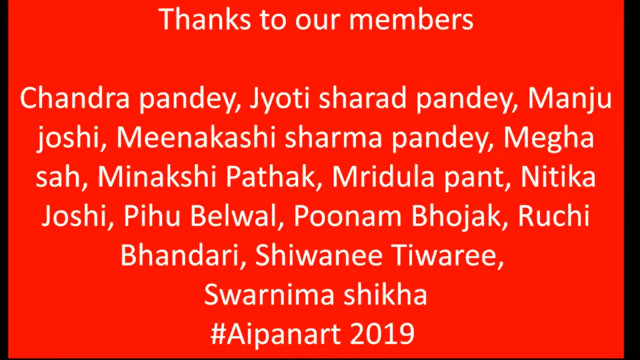 Thanks to our members
Chandra pandey, Jyoti sharad pandey, Manju
joshi, Meenakashi sharma pandey, Megha
sah, Minakshi Pathak, Mridula pant, Nitika
Joshi, Pihu Belwal, Poonam Bhojak, Ruchi
Bhandari, Shiwanee Tiwaree,
Swarnima shikha
#Aipanart 2019